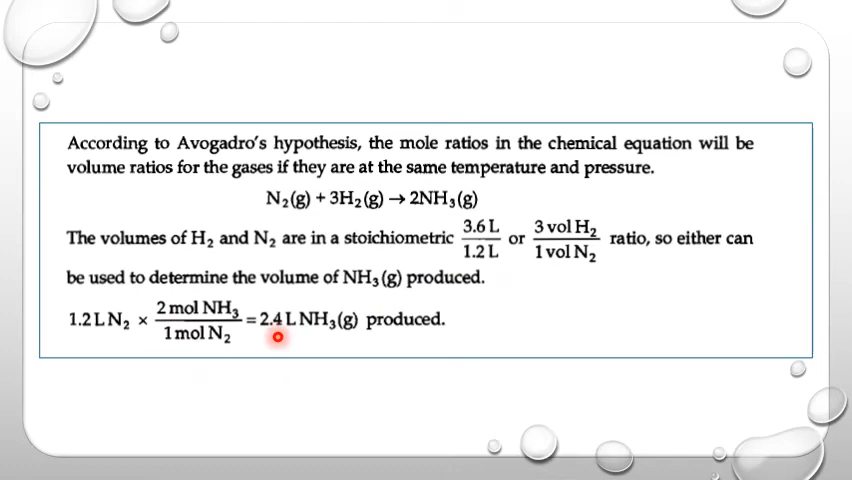 According to Avogadro's hypothesis, the mole ratios in the chemical equation will be
volume ratios for the gases if they are at the same temperature and pressure.
N₂(g) + 3H₂(g) → 2NH₃(g)
The volumes of H₂ and N₂ are in a stoichiometric 3.6 L / 1.2 L or 3 vol H₂ / 1 vol N₂ ratio, so either can
be used to determine the volume of NH₃(g) produced.
1.2 L N₂ × 2 mol NH₃ / 1 mol N₂ = 2.4 L NH₃(g) produced.